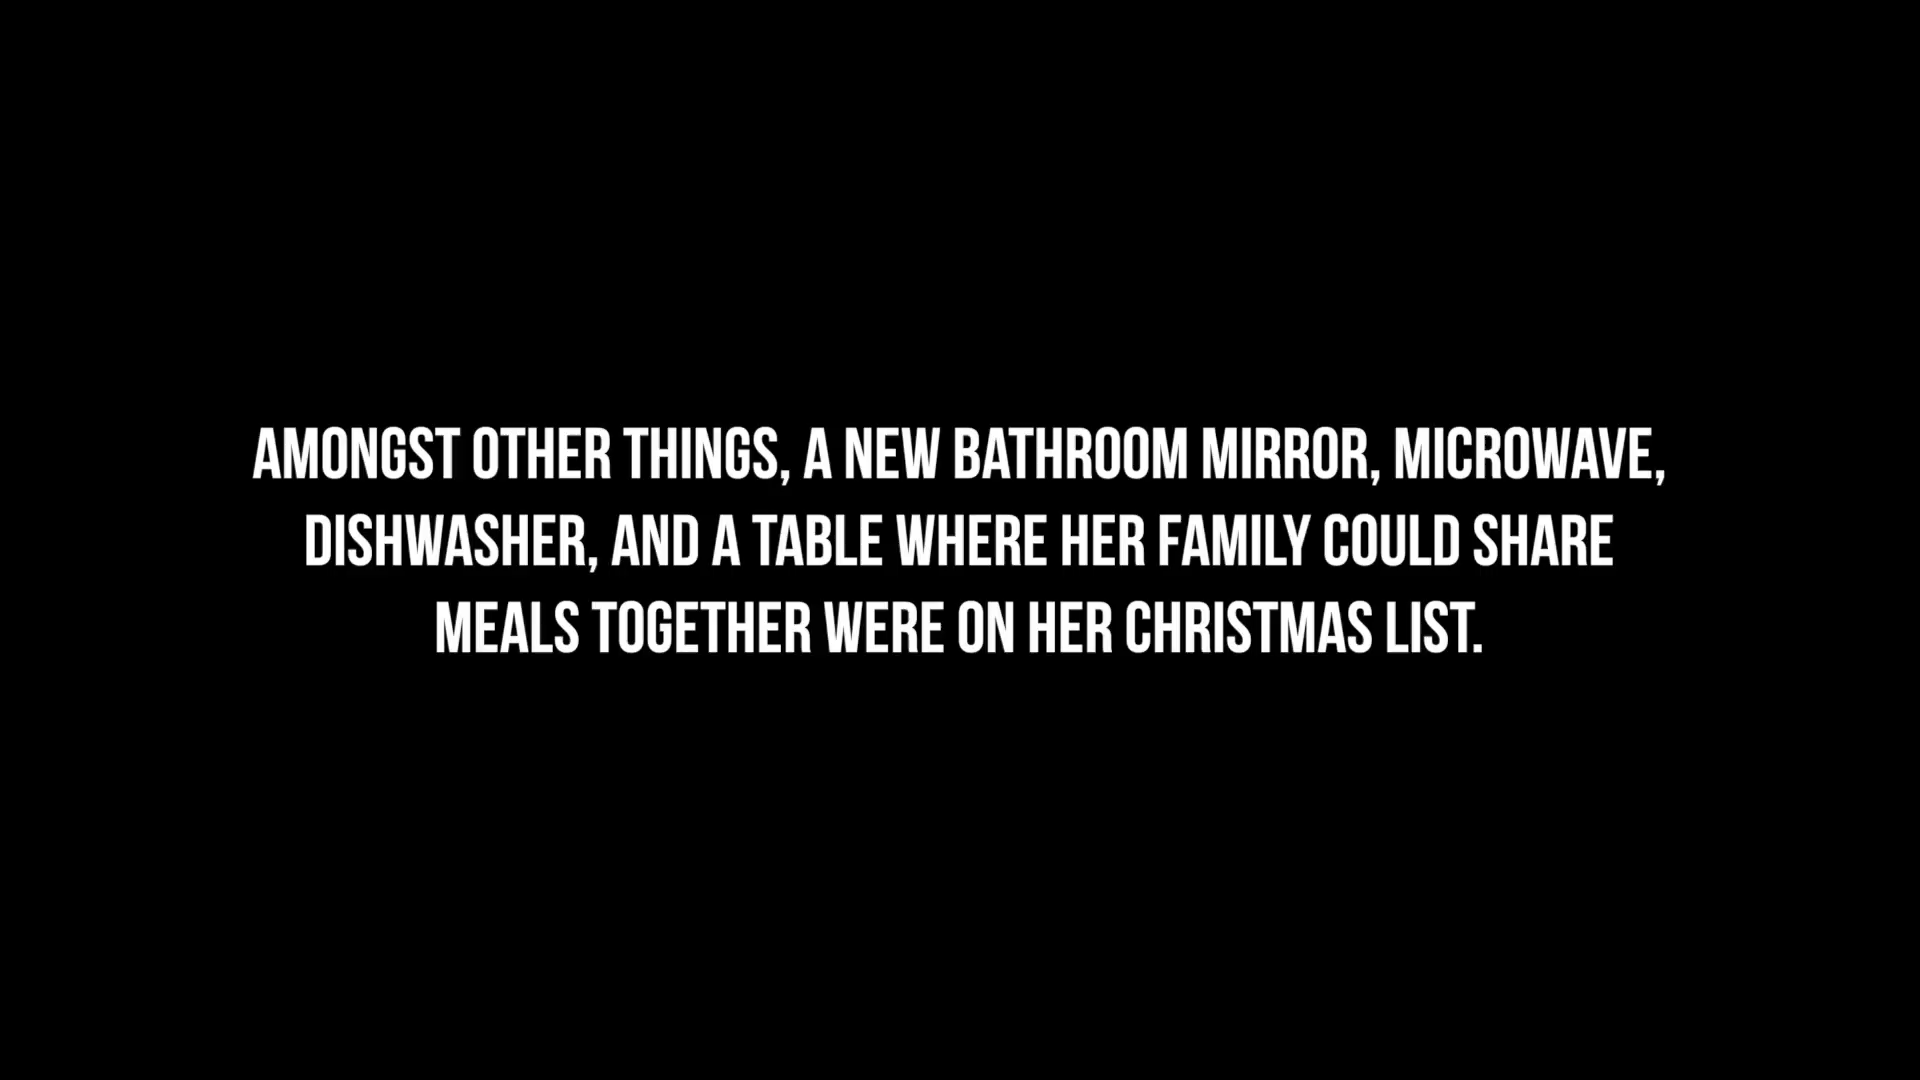 AMONGST OTHER THINGS, A NEW BATHROOM MIRROR, MICROWAVE,
DISHWASHER, AND A TABLE WHERE HER FAMILY COULD SHARE
MEALS TOGETHER WERE ON HER CHRISTMAS LIST.